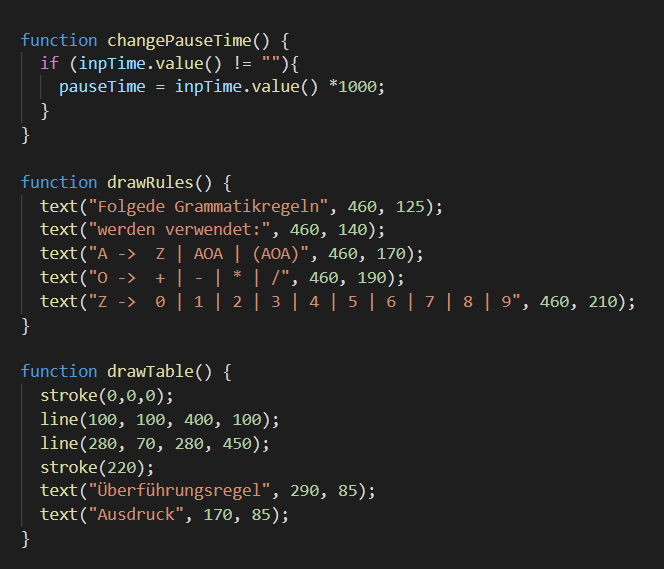 function changePauseTime() {
if (inpTime.value() != ""){
pauseTime = inpTime.value() *1000;
}
}
function drawRules() {
text("Folgede Grammatikregeln", 460, 125);
text("werden verwendet:", 460, 140);
text("A ->  Z | AOA | (AOA)", 460, 170);
text("O ->  + | - | * | /", 460, 190);
text("Z ->  0 | 1 | 2 | 3 | 4 | 5 | 6 | 7 | 8 | 9", 460, 210);
}
function drawTable() {
stroke(0,0,0);
line(100, 100, 400, 100);
line(280, 70, 280, 450);
stroke(220);
text("Überführungsregel", 290, 85);
text("Ausdruck", 170, 85);
}